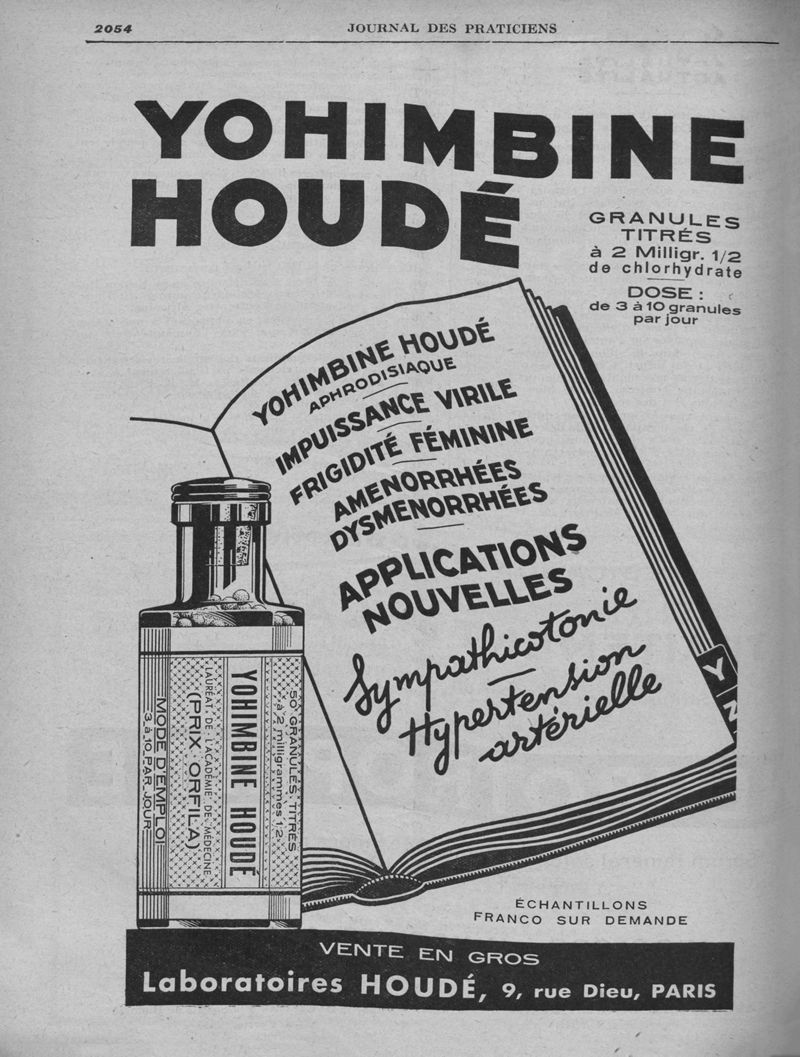 2054
JOURNAL DES PRATICIENS
YOHIMBINE
HOUDÉ
GRANULES
TITRÉS
à 2 Milligr. 1/2
de chlorhydrate
DOSE :
de 3 à 10 granules
par jour
YOHIMBINE HOUDÉ
APHRODISIAQUE
IMPUISSANCE VIRILE
FRIGIDITÉ FÉMININE
AMENORRHÉES
DYSMENORRHÉES
APPLICATIONS
NOUVELLES
Sympathicotonie
Hypertension
artérielle
Y
N
50 GRANULES TITRÉS
à 2 milligrammes 1/2
YOHIMBINE HOUDÉ
LAURÉAT DE L'ACADÉMIE DE MÉDECINE
(PRIX ORFILA)
MODE D'EMPLOI
3 à 10 PAR JOUR
ÉCHANTILLONS
FRANCO SUR DEMANDE
VENTE EN GROS
Laboratoires HOUDÉ, 9, rue Dieu, PARIS